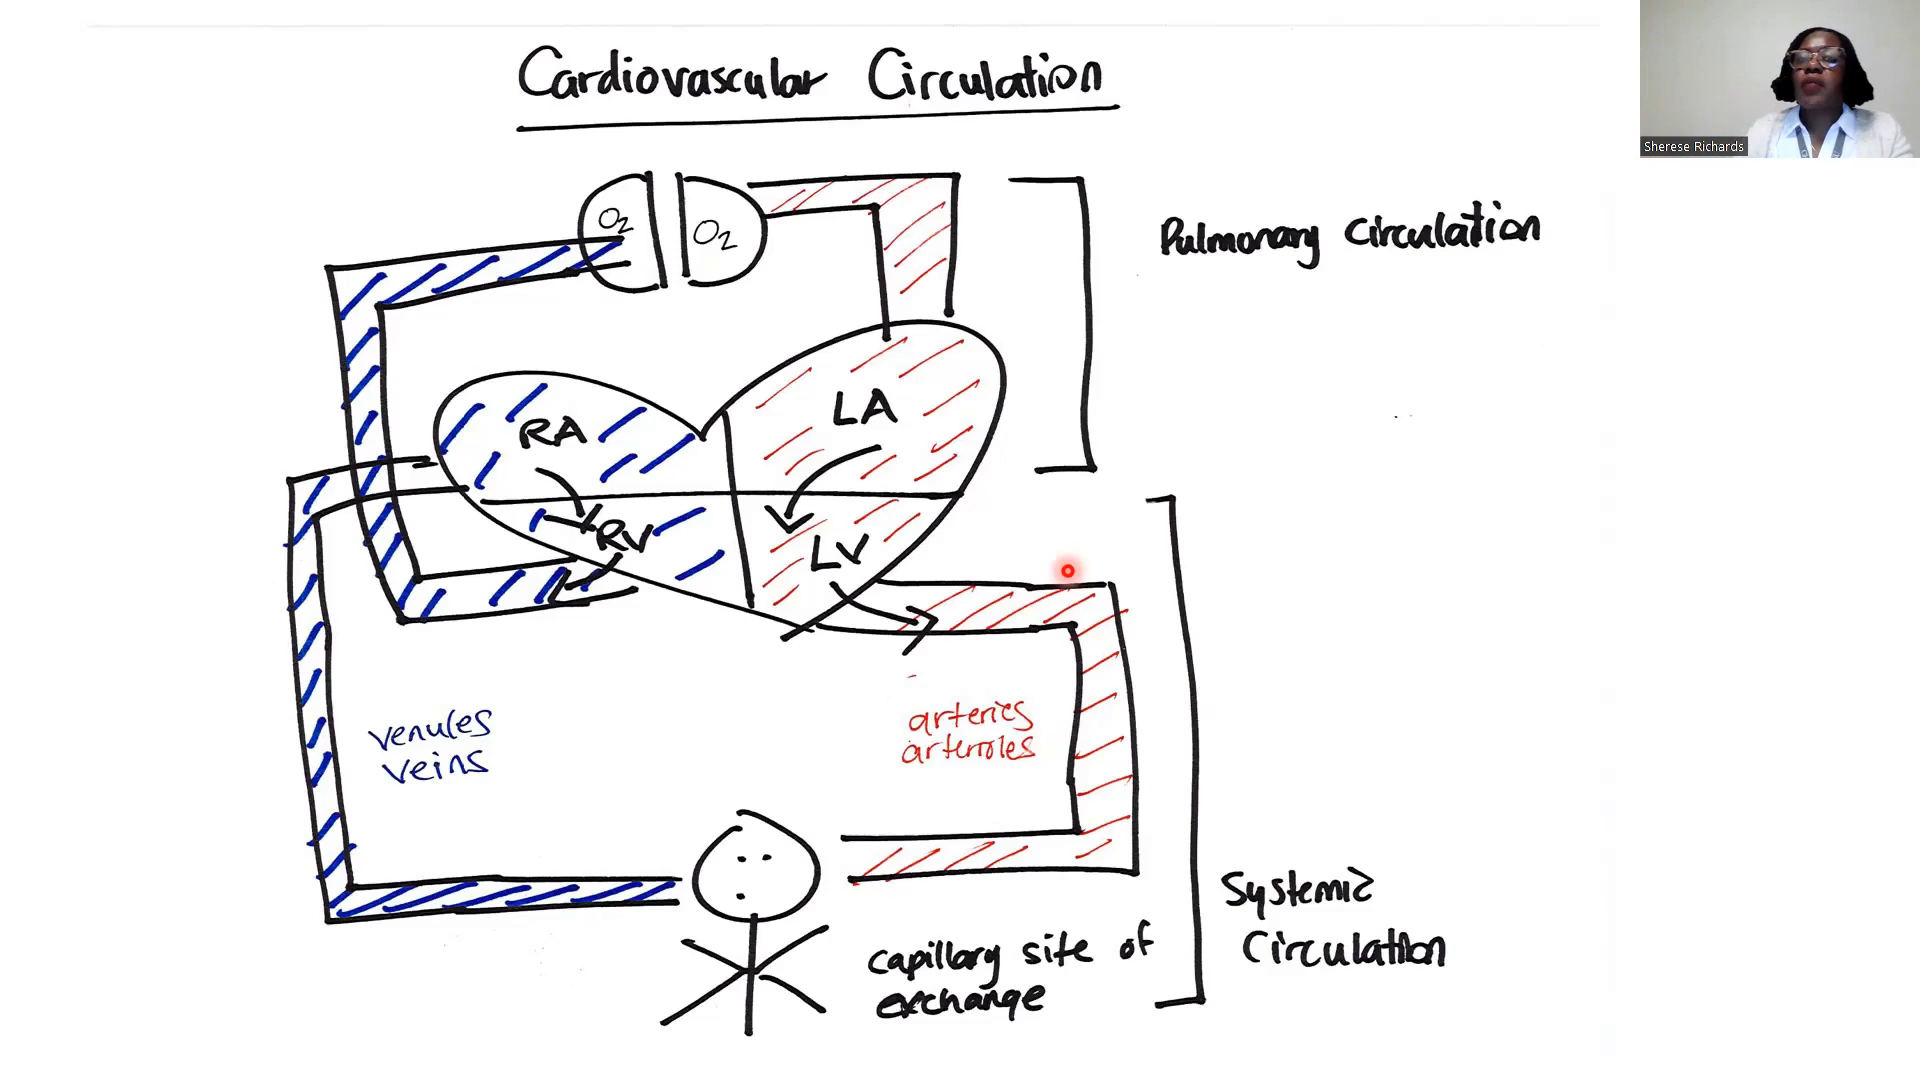 Cardiovascular Circulation
Sherese Richards
O2
O2
Pulmonary Circulation
RA
LA
RV
LV
venules
veins
arteries
arterioles
Systemic
Circulation
capillary site of
exchange